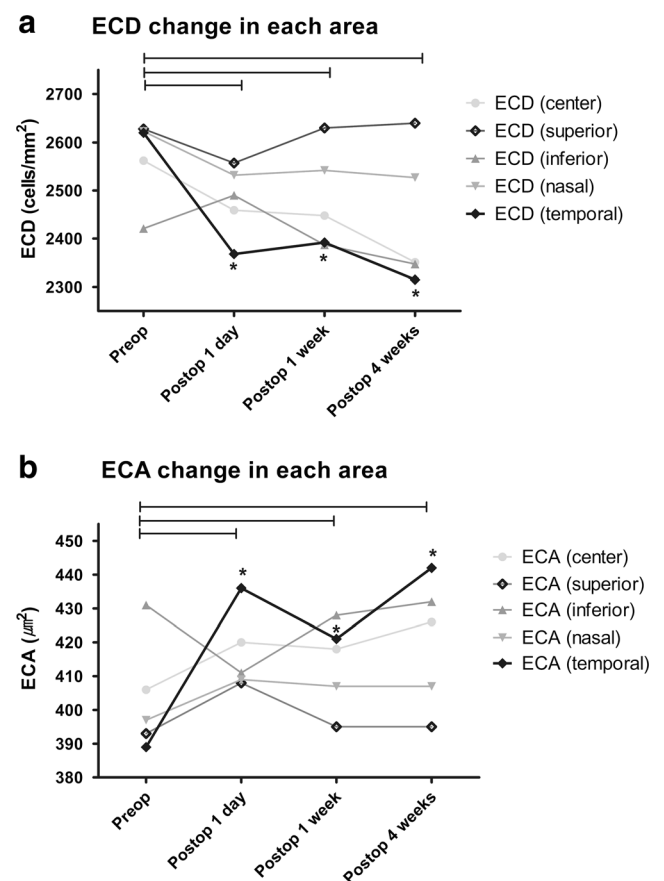 a ECD change in each area
ECD (cells/mm²)
2700
2600
2500
2400
2300
*
*
*
Preop
Postop 1 day
Postop 1 week
Postop 4 weeks
ECD (center)
ECD (superior)
ECD (inferior)
ECD (nasal)
ECD (temporal)
b ECA change in each area
ECA (㎛²)
450
440
430
420
410
400
390
380
*
*
*
Preop
Postop 1 day
Postop 1 week
Postop 4 weeks
ECA (center)
ECA (superior)
ECA (inferior)
ECA (nasal)
ECA (temporal)